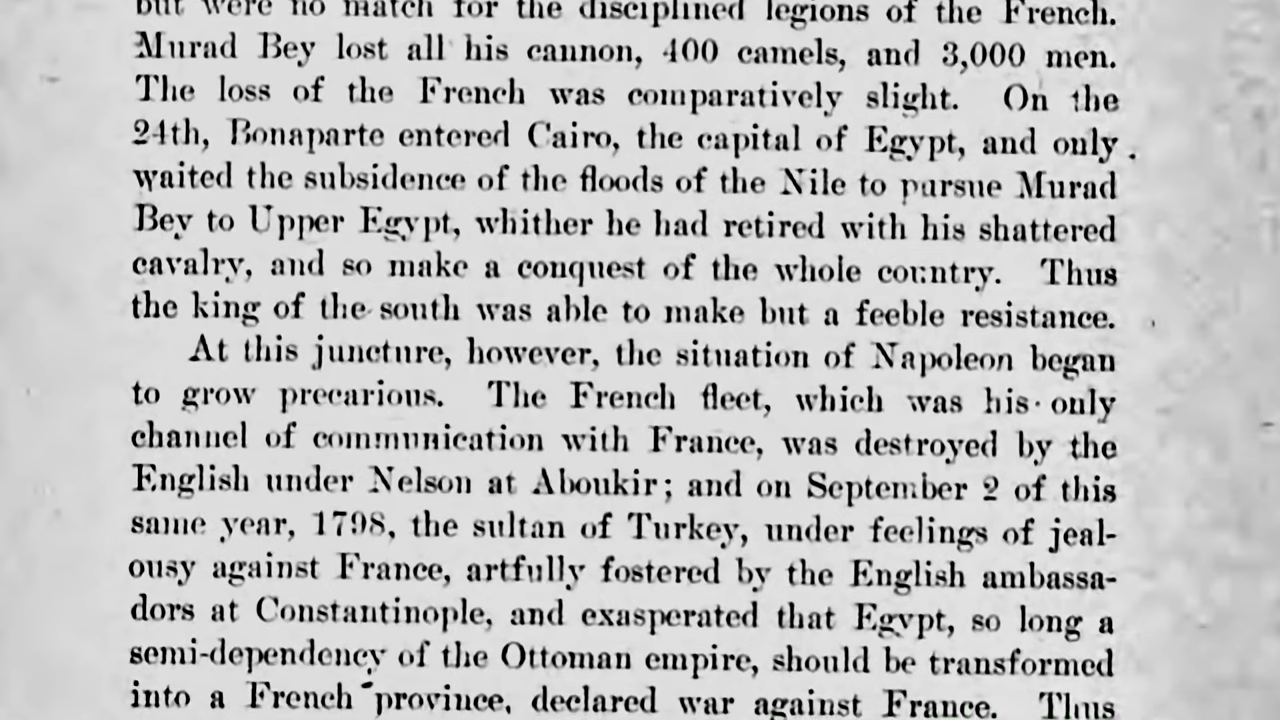 but were no match for the disciplined legions of the French.
Murad Bey lost all his cannon, 400 camels, and 3,000 men.
The loss of the French was comparatively slight. On the
24th, Bonaparte entered Cairo, the capital of Egypt, and only
waited the subsidence of the floods of the Nile to pursue Murad
Bey to Upper Egypt, whither he had retired with his shattered
cavalry, and so make a conquest of the whole country. Thus
the king of the south was able to make but a feeble resistance.
At this juncture, however, the situation of Napoleon began
to grow precarious. The French fleet, which was his only
channel of communication with France, was destroyed by the
English under Nelson at Aboukir; and on September 2 of this
same year, 1798, the sultan of Turkey, under feelings of jeal-
ousy against France, artfully fostered by the English ambassa-
dors at Constantinople, and exasperated that Egypt, so long a
semi-dependency of the Ottoman empire, should be transformed
into a French province, declared war against France. Thus